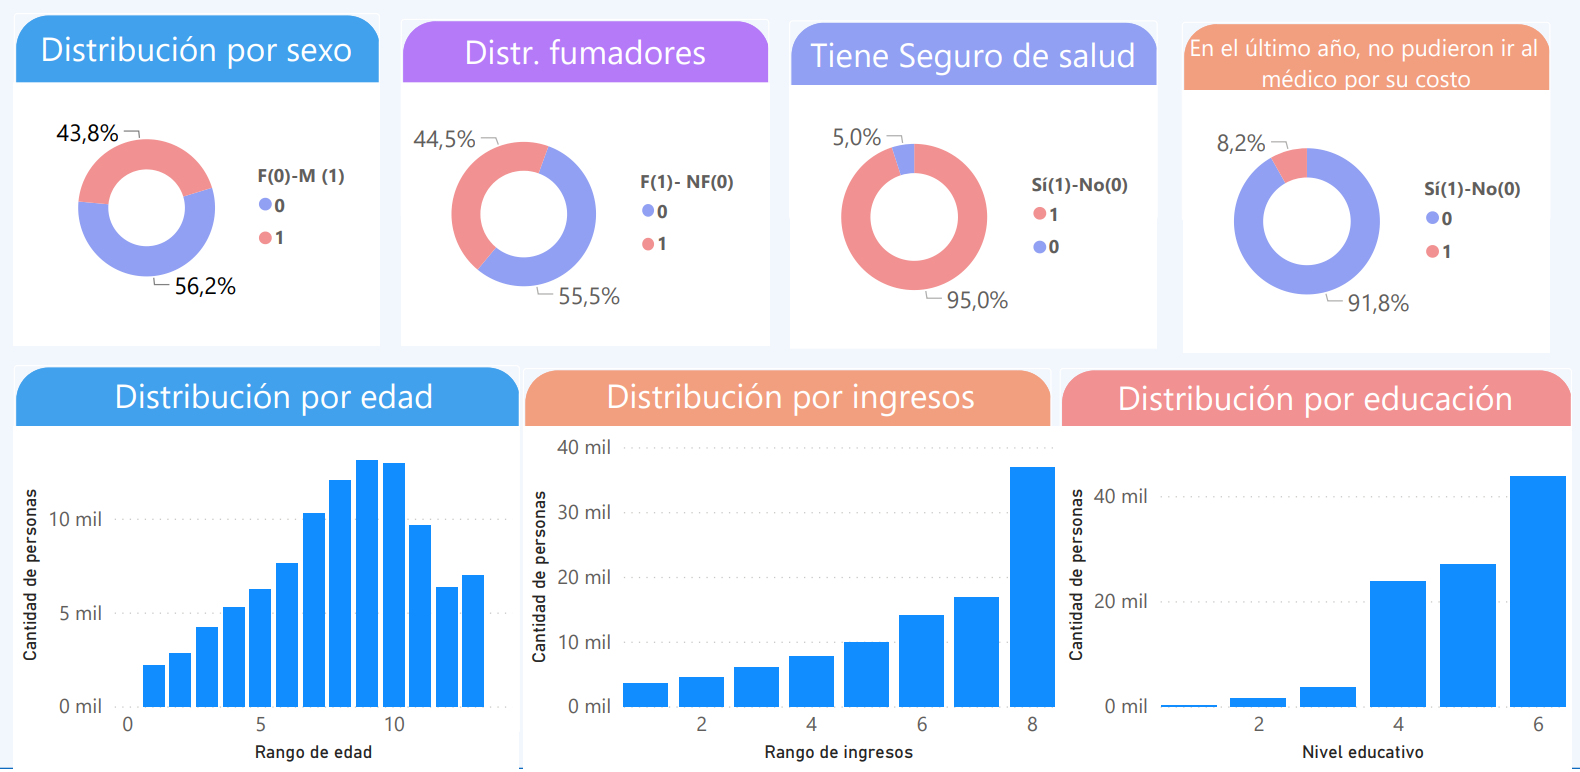 Distribución por sexo
43,8%
56,2%
F(0)-M (1)
0
1
Distr. fumadores
44,5%
55,5%
F(1)- NF(0)
0
1
Tiene Seguro de salud
5,0%
95,0%
Sí(1)-No(0)
1
0
En el último año, no pudieron ir al
médico por su costo
8,2%
91,8%
Sí(1)-No(0)
0
1
Distribución por edad
Cantidad de personas
10 mil
5 mil
0 mil
0 5 10
Rango de edad
Distribución por ingresos
Cantidad de personas
40 mil
30 mil
20 mil
10 mil
0 mil
2 4 6 8
Rango de ingresos
Distribución por educación
Cantidad de personas
40 mil
20 mil
0 mil
2 4 6
Nivel educativo